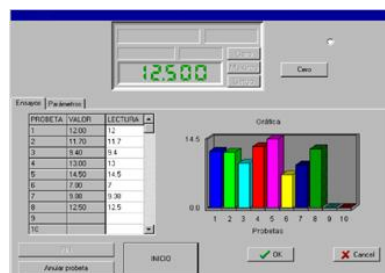 12.500
Cero
Ensayos Parámetros
PROBETA VALOR LECTURA
1 12.00 12
2 11.70 11.7
3 9.40 9.4
4 13.00 13
5 14.50 14.5
6 7.00 7
7 9.08 9.08
8 12.50 12.5
9
10
Gráfica
14.5
0.0
1 2 3 4 5 6 7 8 9 10
Probetas
Anular probeta
INICIO
OK
Cancel